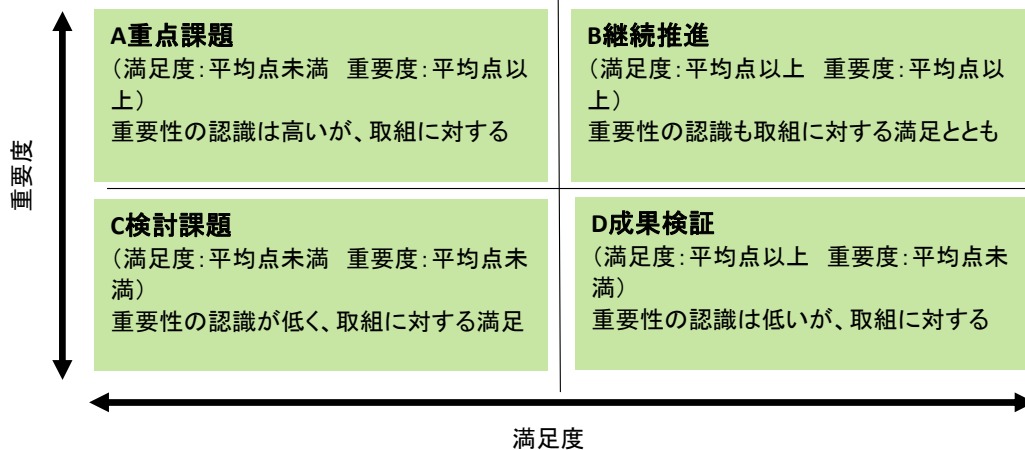 A重点課題
（満足度：平均点未満　重要度：平均点以
上）
重要性の認識は高いが、取組に対する
B継続推進
（満足度：平均点以上　重要度：平均点以
上）
重要性の認識も取組に対する満足ととも
重要度
C検討課題
（満足度：平均点未満　重要度：平均点未
満）
重要性の認識が低く、取組に対する満足
D成果検証
（満足度：平均点以上　重要度：平均点未
満）
重要性の認識は低いが、取組に対する
満足度